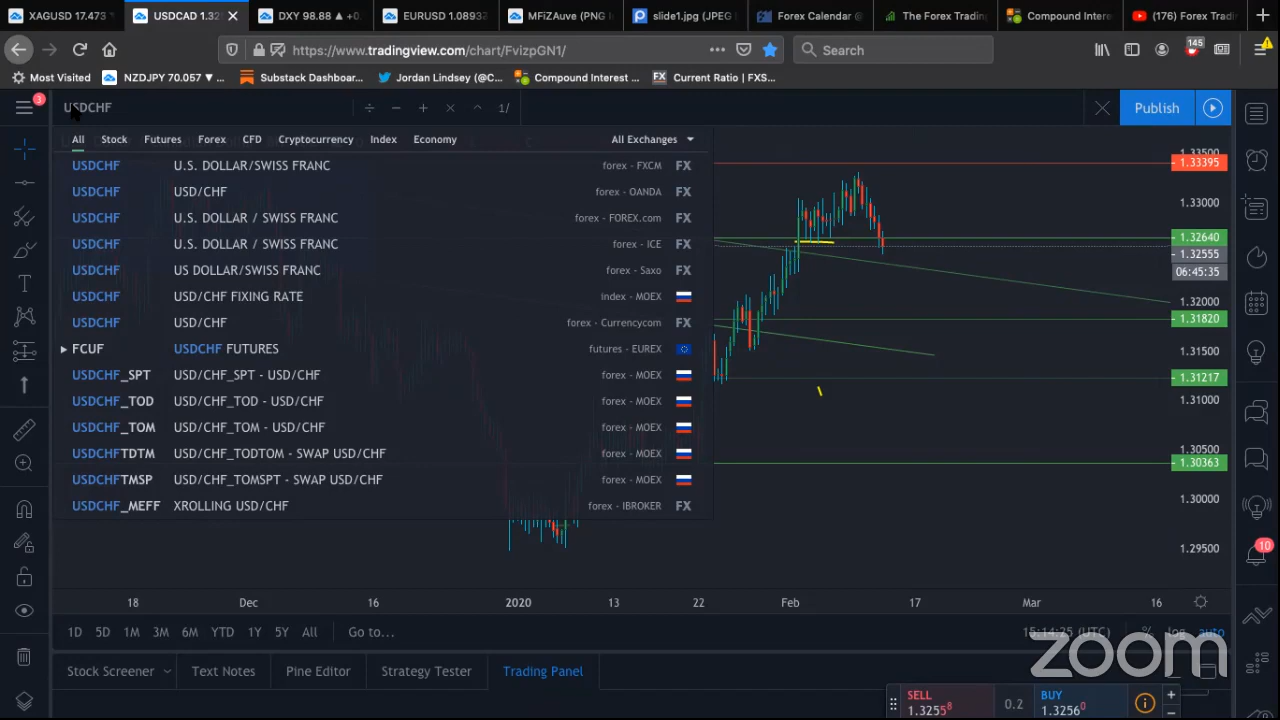 XAGUSD 17.473
USDCAD 1.32
DXY 98.88 ▲ +0.
EURUSD 1.0893
MFiZAuve (PNG I
slide1.jpg (JPEG
Forex Calendar @
The Forex Tradin
Compound Intere
(176) Forex Tradi
https://www.tradingview.com/chart/FvizpGN1/
Search
145
Most Visited
NZDJPY 70.057 ▼ ...
Substack Dashboar...
Jordan Lindsey (@C...
Compound Interest ...
Current Ratio | FXS...
3
USDCHF
÷ − + × ^ 1/
Publish
All Stock Futures Forex CFD Cryptocurrency Index Economy All Exchanges
USDCHF U.S. DOLLAR/SWISS FRANC forex - FXCM FX
USDCHF USD/CHF forex - OANDA FX
USDCHF U.S. DOLLAR / SWISS FRANC forex - FOREX.com FX
USDCHF U.S. DOLLAR / SWISS FRANC forex - ICE FX
USDCHF US DOLLAR/SWISS FRANC forex - Saxo FX
USDCHF USD/CHF FIXING RATE index - MOEX
USDCHF USD/CHF forex - Currencycom FX
FCUF USDCHF FUTURES futures - EUREX
USDCHF_SPT USD/CHF_SPT - USD/CHF forex - MOEX
USDCHF_TOD USD/CHF_TOD - USD/CHF forex - MOEX
USDCHF_TOM USD/CHF_TOM - USD/CHF forex - MOEX
USDCHFTDTM USD/CHF_TODTOM - SWAP USD/CHF forex - MOEX
USDCHFTMSP USD/CHF_TOMSPT - SWAP USD/CHF forex - MOEX
USDCHF_MEFF XROLLING USD/CHF forex - IBROKER FX
1.33500
1.33395
1.33000
1.32640
1.32555
06:45:35
1.32000
1.31820
1.31500
1.31217
1.31000
1.30500
1.30363
1.30000
1.29500
10
18 Dec 16 2020 13 22 Feb 17 Mar 16
1D 5D 1M 3M 6M YTD 1Y 5Y All Go to...
15:14:25 (UTC) % log auto
zoom
Stock Screener Text Notes Pine Editor Strategy Tester Trading Panel
SELL
1.32558
0.2
BUY
1.32560